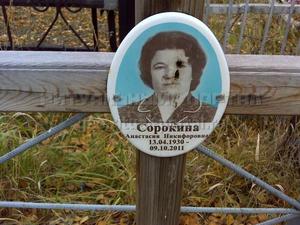 Сорокина
Анастасия Никифоровна
13.04.1930 -
09.10.2011